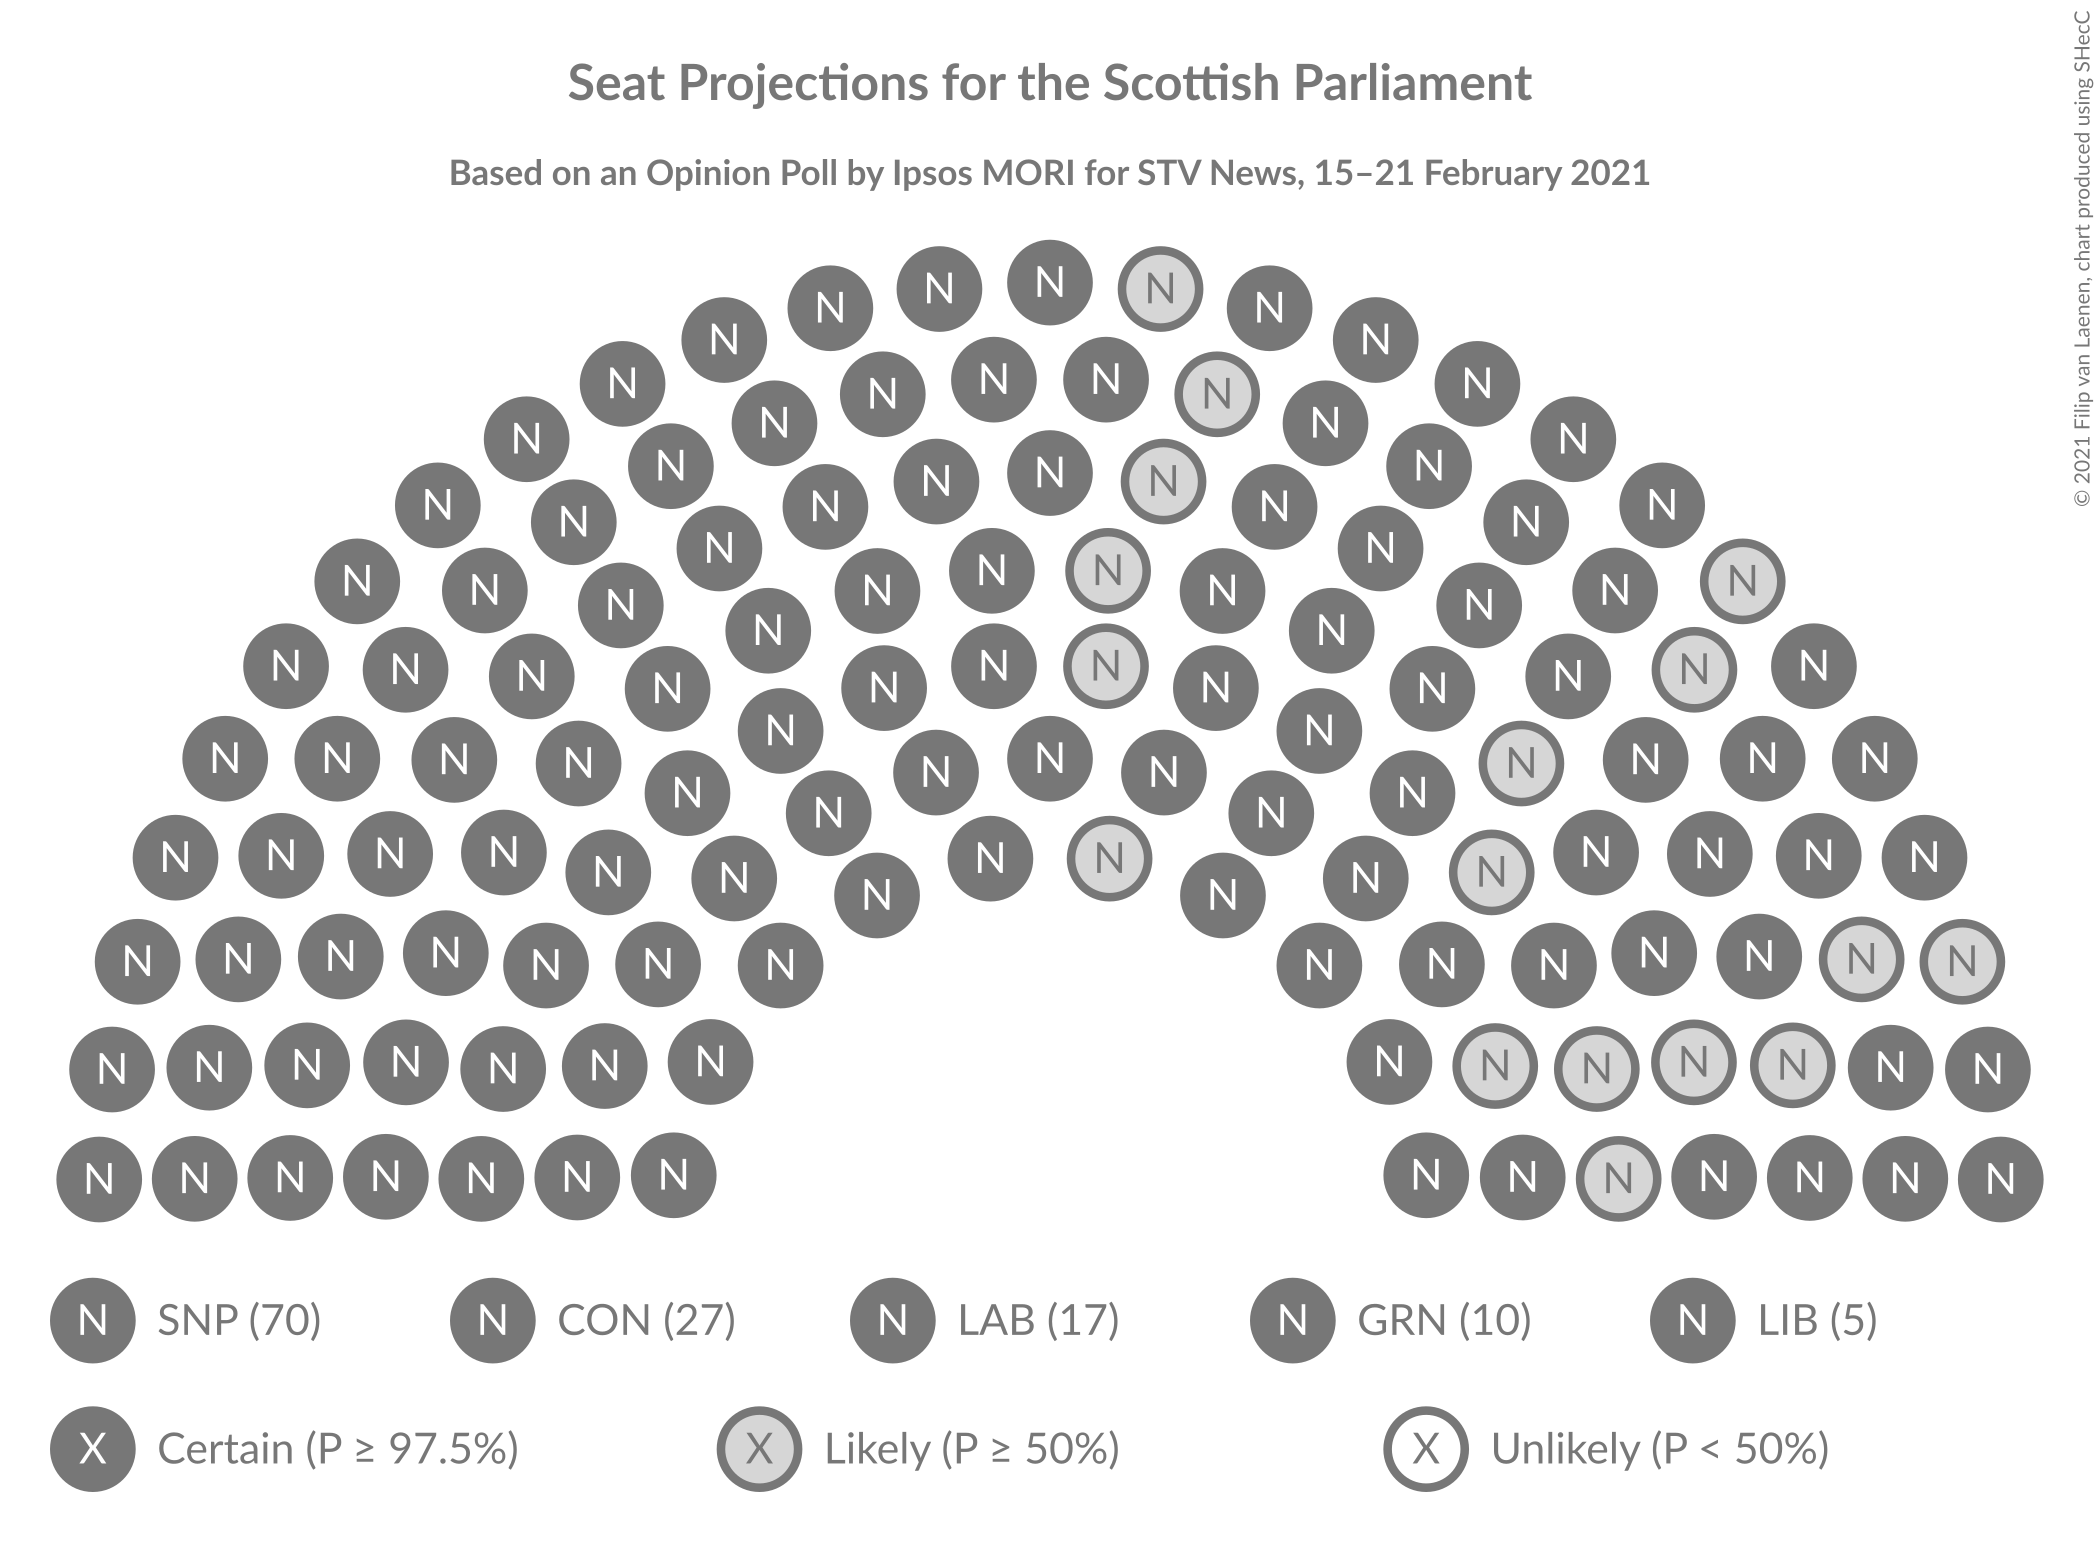 Seat Projections for the Scottish Parliament
Based on an Opinion Poll by Ipsos MORI for STV News, 15–21 February 2021
© 2021 Filip van Laenen, chart produced using SHecC
N N N N N N N N N N N N N N N N N N N N N N N N N N N N N N N N N N N N N N N N N N N N N N N N N N N N N N N N N N N N N N N N N N N N N N N N N N N N N N N N N N N N N N N N N N N N N N N N N N N N N N N N N N N N N N N N N N N N N N N N N N N N N N N N N
N SNP (70) N CON (27) N LAB (17) N GRN (10) N LIB (5)
X Certain (P ≥ 97.5%) X Likely (P ≥ 50%) X Unlikely (P < 50%)